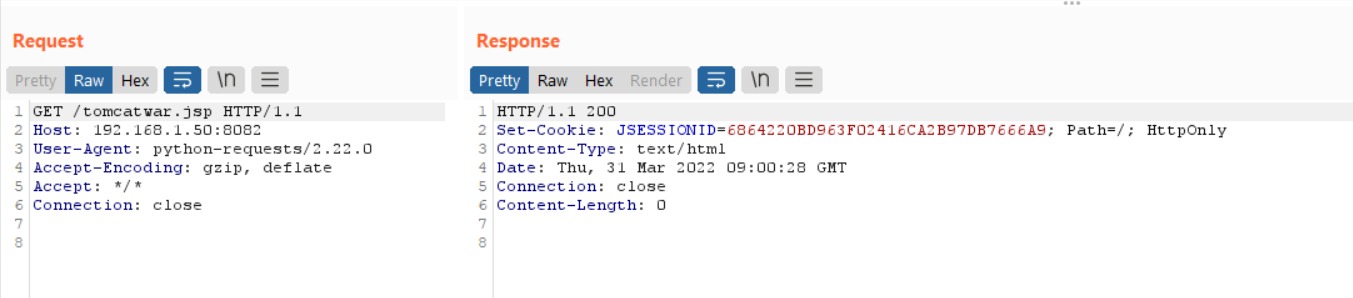 Request
Pretty Raw Hex \n
1 GET /tomcatwar.jsp HTTP/1.1
2 Host: 192.168.1.50:8082
3 User-Agent: python-requests/2.22.0
4 Accept-Encoding: gzip, deflate
5 Accept: */*
6 Connection: close
7
8
Response
Pretty Raw Hex Render \n
1 HTTP/1.1 200
2 Set-Cookie: JSESSIONID=6864220BD963F02416CA2B97DB7666A9; Path=/; HttpOnly
3 Content-Type: text/html
4 Date: Thu, 31 Mar 2022 09:00:28 GMT
5 Connection: close
6 Content-Length: 0
7
8